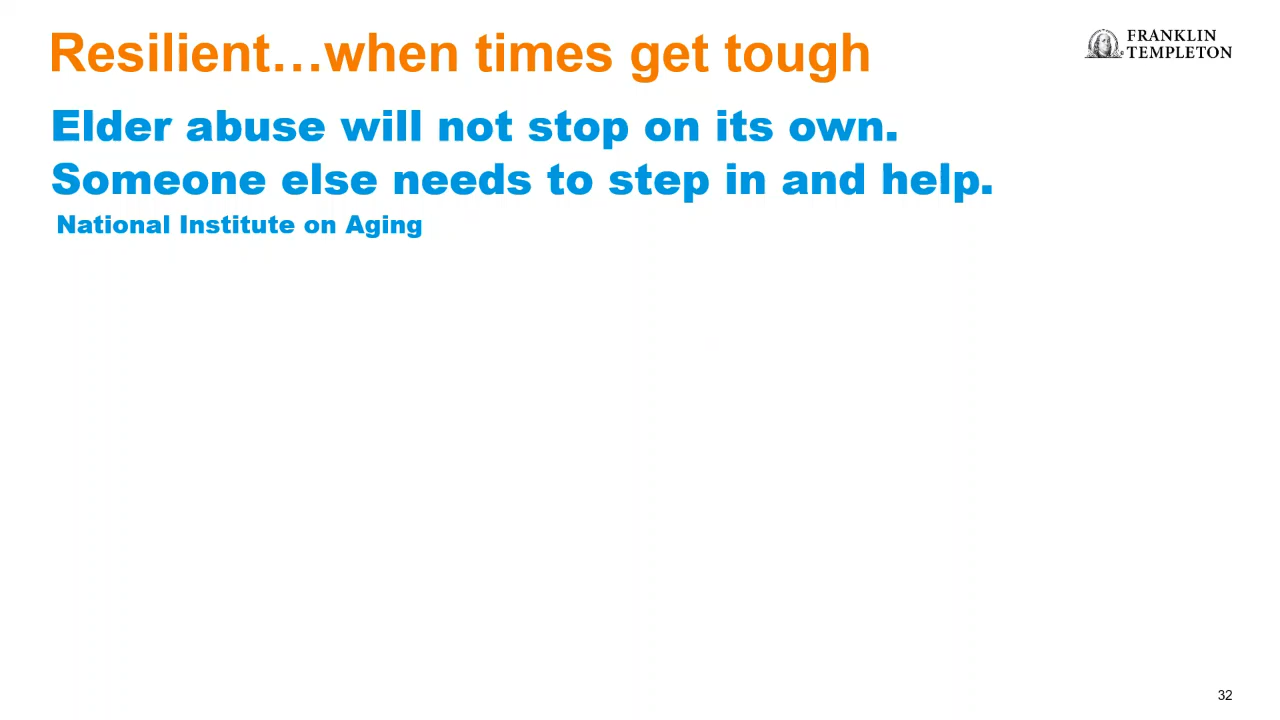 Resilient…when times get tough
FRANKLIN
TEMPLETON
Elder abuse will not stop on its own.
Someone else needs to step in and help.
National Institute on Aging
32